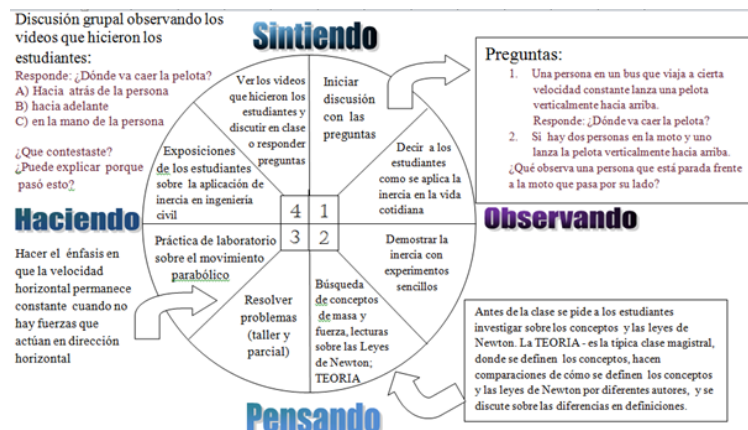 Discusión grupal observando los
videos que hicieron los
estudiantes:
Responde: ¿Dónde va caer la pelota?
A) Hacia atrás de la persona
B) hacia adelante
C) en la mano de la persona
¿Que contestaste?
¿Puede explicar porque
pasó esto?
Sintiendo
Preguntas:
1. Una persona en un bus que viaja a cierta
velocidad constante lanza una pelota
verticalmente hacia arriba.
Responde: ¿Dónde va caer la pelota?
2. Si hay dos personas en la moto y uno
lanza la pelota verticalmente hacia arriba.
¿Qué observa una persona que está parada frente
a la moto que pasa por su lado?
Ver los videos
que hicieron los
estudiantes y
discutir en clase
o responder
preguntas
Iniciar
discusión
con las
preguntas
Exposiciones
de los estudiantes
sobre la aplicación de
inercia en ingeniería
civil
Decir a los
estudiantes
como se aplica la
inercia en la vida
cotidiana
4 1
3 2
Haciendo
Observando
Hacer el énfasis en
que la velocidad
horizontal permanece
constante cuando no
hay fuerzas que
actúan en dirección
horizontal
Práctica de laboratorio
sobre el movimiento
parabólico
Resolver
problemas
(taller y
parcial)
Búsqueda
de conceptos
de masa y
fuerza, lecturas
sobre las Leyes
de Newton;
TEORIA
Demostrar la
inercia con
experimentos
sencillos
Antes de la clase se pide a los estudiantes
investigar sobre los conceptos y las leyes de
Newton. La TEORIA - es la típica clase magistral,
donde se definen los conceptos, hacen
comparaciones de cómo se definen los conceptos
y las leyes de Newton por diferentes autores, y se
discute sobre las diferencias en definiciones.
Pensando